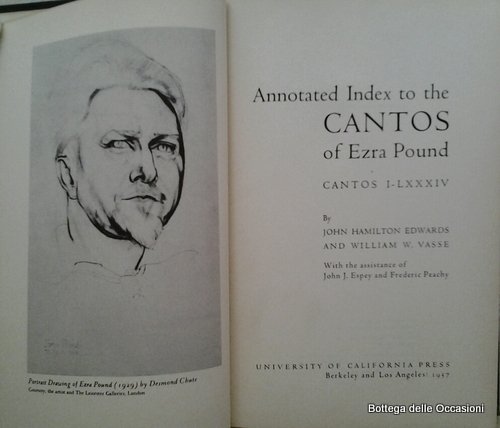 Portrait Drawing of Ezra Pound (1929) by Desmond Chute
Courtesy, the artist and The Leicester Galleries, London
Annotated Index to the
CANTOS
of Ezra Pound
CANTOS I-LXXXIV
By
JOHN HAMILTON EDWARDS
AND WILLIAM W. VASSE
With the assistance of
John J. Espey and Frederic Peachy
UNIVERSITY OF CALIFORNIA PRESS
Berkeley and Los Angeles: 1957
Bottega delle Occasioni